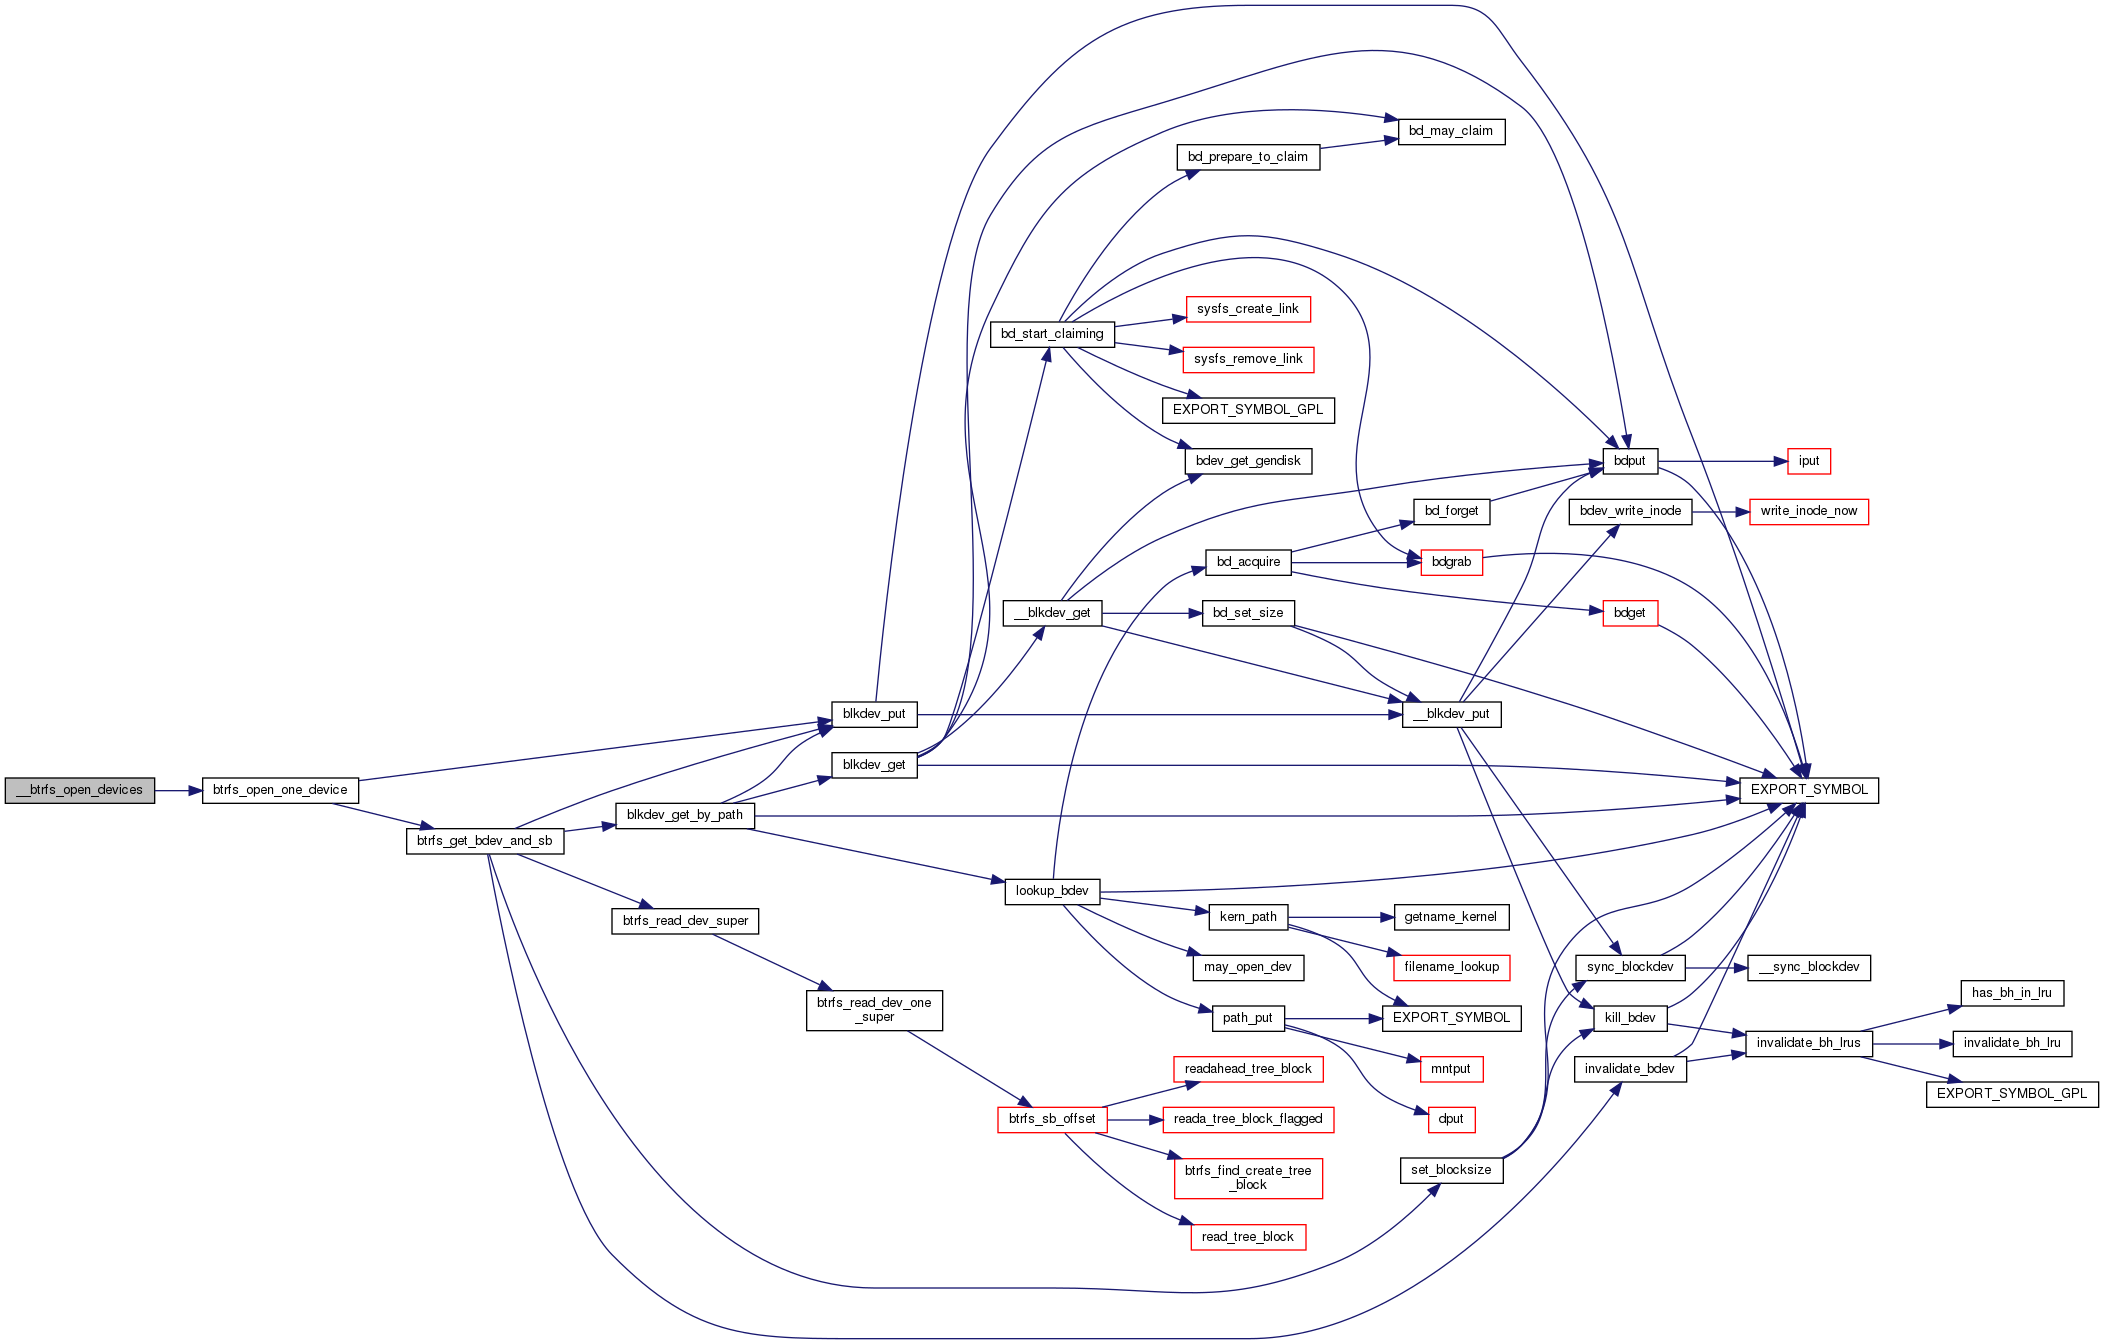 __btrfs_open_devices
btrfs_open_one_device
btrfs_get_bdev_and_sb
blkdev_get_by_path
btrfs_read_dev_super
blkdev_put
blkdev_get
btrfs_read_dev_one
_super
bd_start_claiming
__blkdev_get
lookup_bdev
btrfs_sb_offset
bd_prepare_to_claim
sysfs_create_link
sysfs_remove_link
EXPORT_SYMBOL_GPL
bdev_get_gendisk
bd_acquire
bd_set_size
kern_path
may_open_dev
path_put
readahead_tree_block
reada_tree_block_flagged
btrfs_find_create_tree
_block
read_tree_block
bd_may_claim
bd_forget
bdgrab
__blkdev_put
getname_kernel
filename_lookup
EXPORT_SYMBOL
mntput
dput
set_blocksize
bdput
bdev_write_inode
bdget
sync_blockdev
kill_bdev
invalidate_bdev
iput
write_inode_now
EXPORT_SYMBOL
__sync_blockdev
invalidate_bh_lrus
has_bh_in_lru
invalidate_bh_lru
EXPORT_SYMBOL_GPL